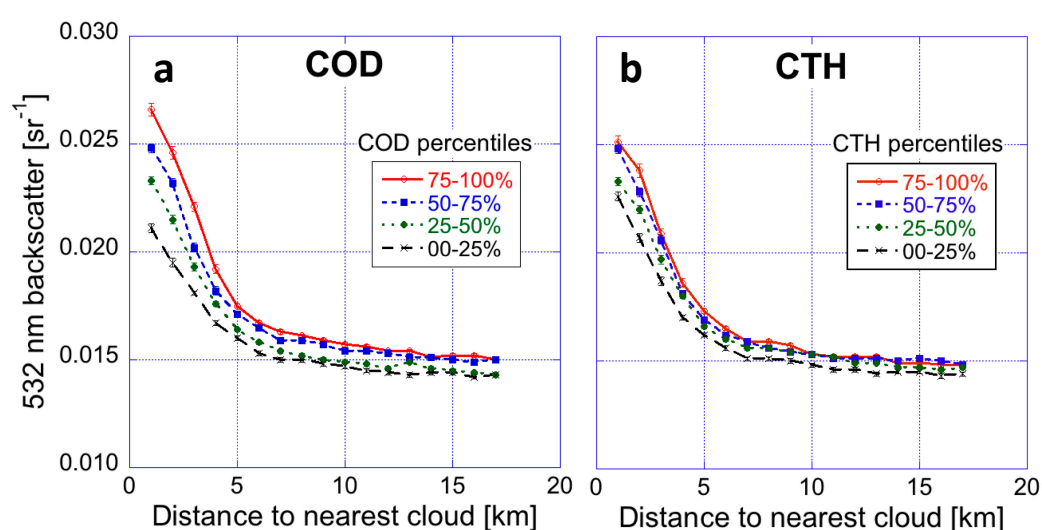 a
COD
b
CTH
0.030
0.025
0.020
0.015
0.010
532 nm backscatter [sr⁻¹]
COD percentiles
75-100%
50-75%
25-50%
00-25%
CTH percentiles
75-100%
50-75%
25-50%
00-25%
0
5
10
15
20
0
5
10
15
20
Distance to nearest cloud [km]
Distance to nearest cloud [km]